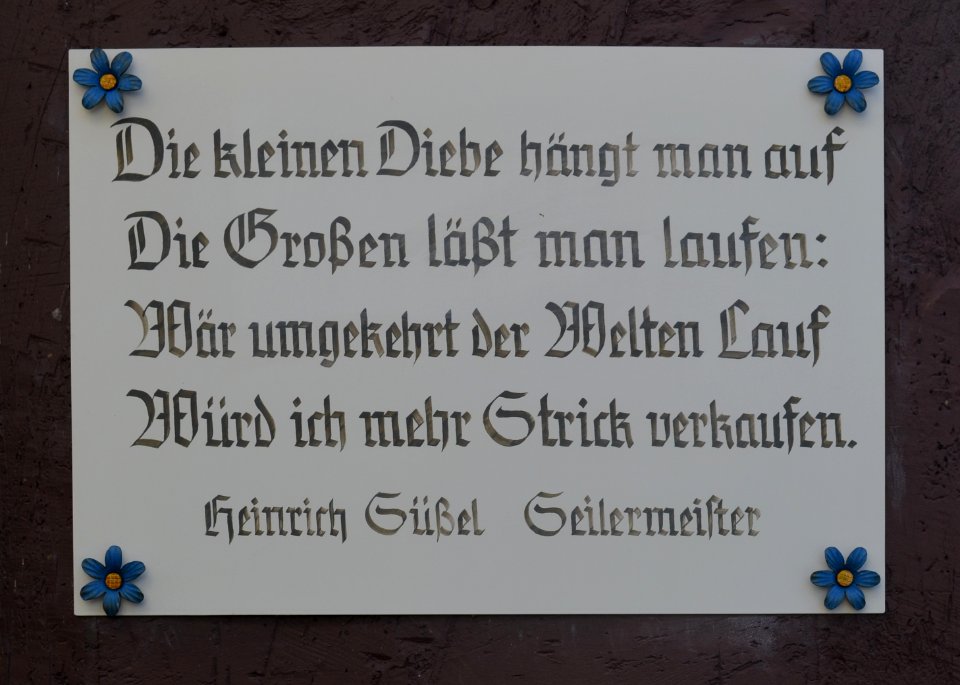 Die kleinen Diebe hängt man auf
Die Großen läßt man laufen:
Wär umgekehrt der Welten Lauf
Würd ich mehr Strick verkaufen.
Heinrich Süßel Seilermeiſter